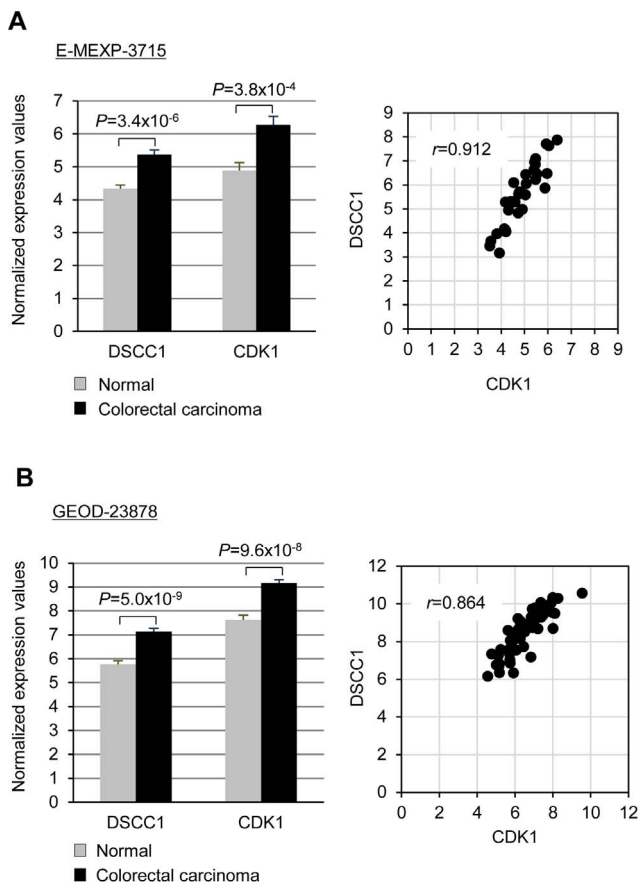 A
E-MEXP-3715
Normalized expression values
7
6
5
4
3
2
1
0
P=3.4x10-6
P=3.8x10-4
DSCC1
CDK1
Normal
Colorectal carcinoma
DSCC1
9
8
7
6
5
4
3
2
1
0
r=0.912
0 1 2 3 4 5 6 7 8 9
CDK1
B
GEOD-23878
Normalized expression values
10
9
8
7
6
5
4
3
2
1
0
P=5.0x10-9
P=9.6x10-8
DSCC1
CDK1
Normal
Colorectal carcinoma
DSCC1
12
10
8
6
4
2
0
r=0.864
0 2 4 6 8 10 12
CDK1